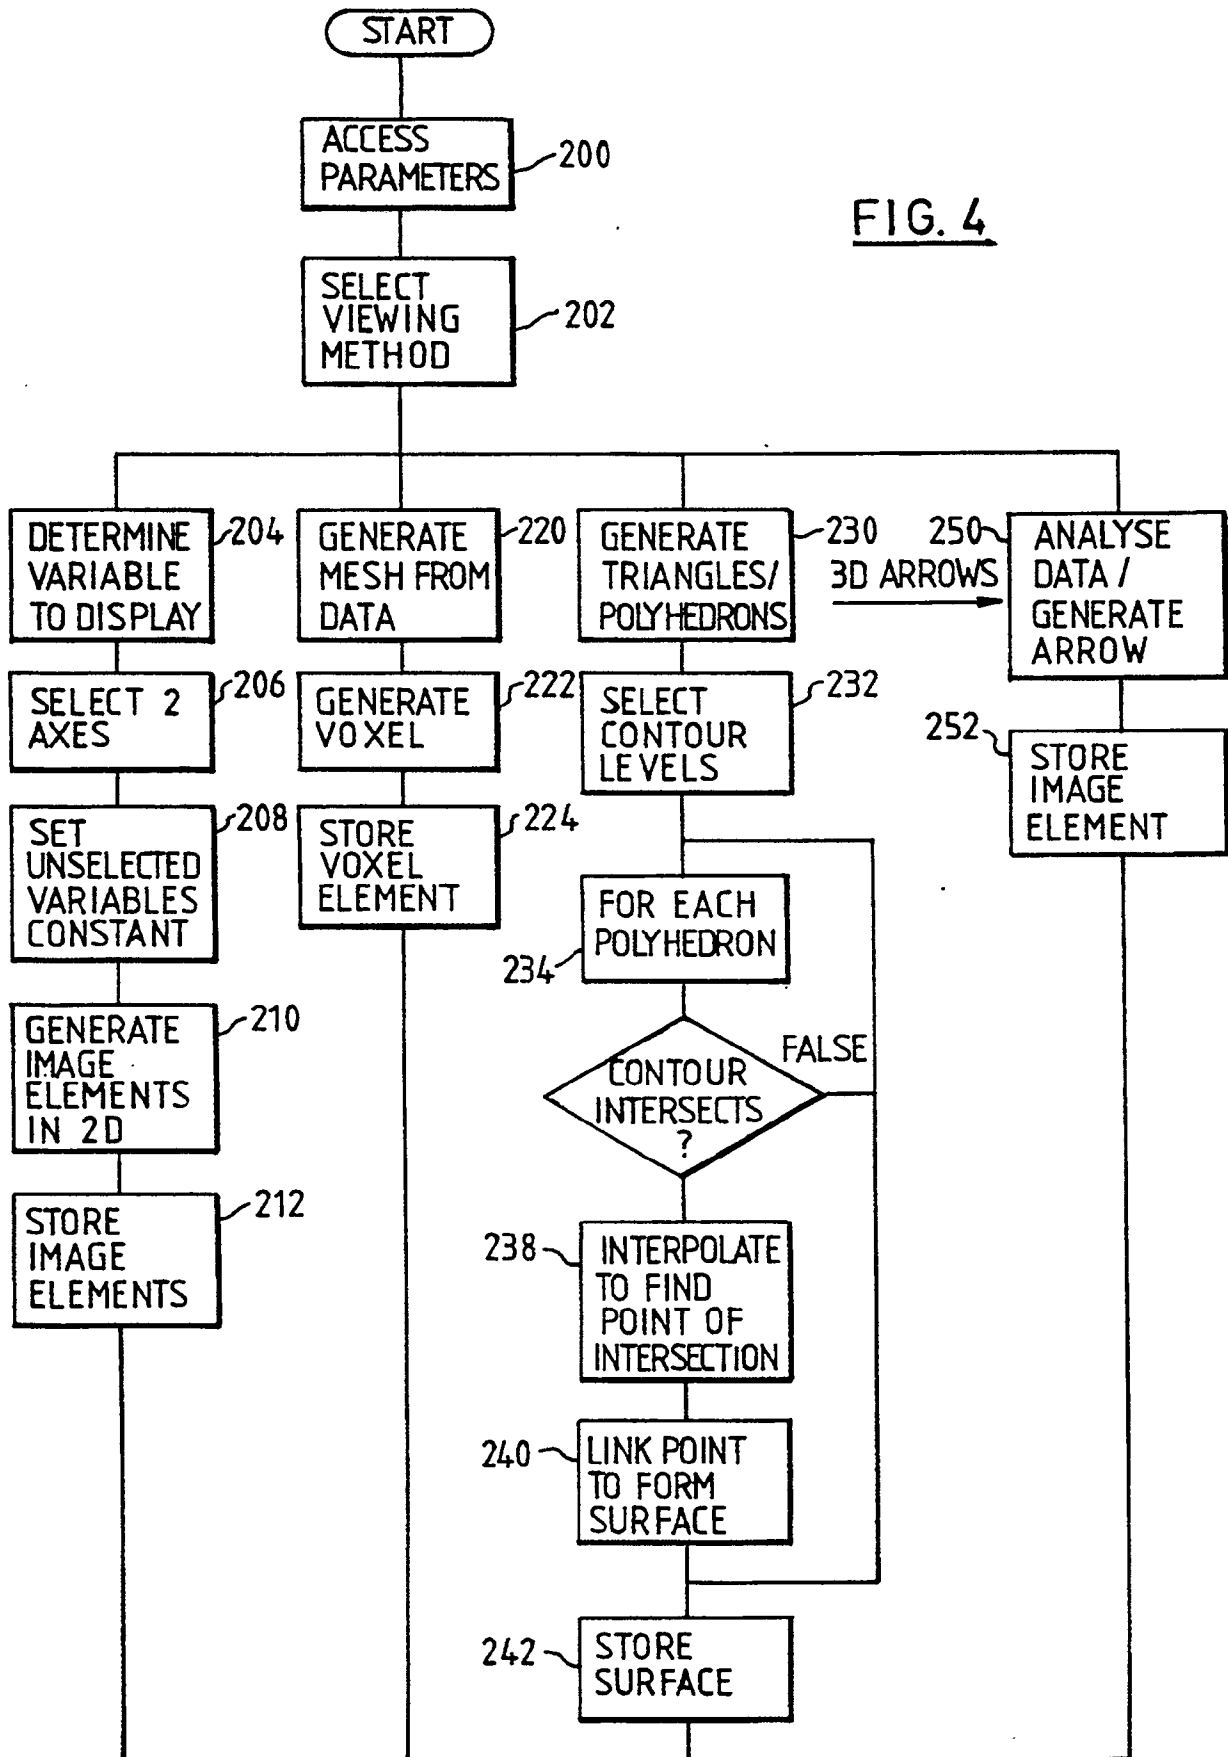 START
ACCESS
PARAMETERS
200
FIG. 4
SELECT
VIEWING
METHOD
202
DETERMINE
VARIABLE
TO DISPLAY
204
SELECT 2
AXES
206
SET
UNSELECTED
VARIABLES
CONSTANT
208
GENERATE
IMAGE
ELEMENTS
IN 2D
210
STORE
IMAGE
ELEMENTS
212
GENERATE
MESH FROM
DATA
220
GENERATE
VOXEL
222
STORE
VOXEL
ELEMENT
224
GENERATE
TRIANGLES/
POLYHEDRONS
230
SELECT
CONTOUR
LEVELS
232
FOR EACH
POLYHEDRON
234
CONTOUR
INTERSECTS
?
FALSE
238
INTERPOLATE
TO FIND
POINT OF
INTERSECTION
240
LINK POINT
TO FORM
SURFACE
242
STORE
SURFACE
3D ARROWS
250
ANALYSE
DATA /
GENERATE
ARROW
252
STORE
IMAGE
ELEMENT